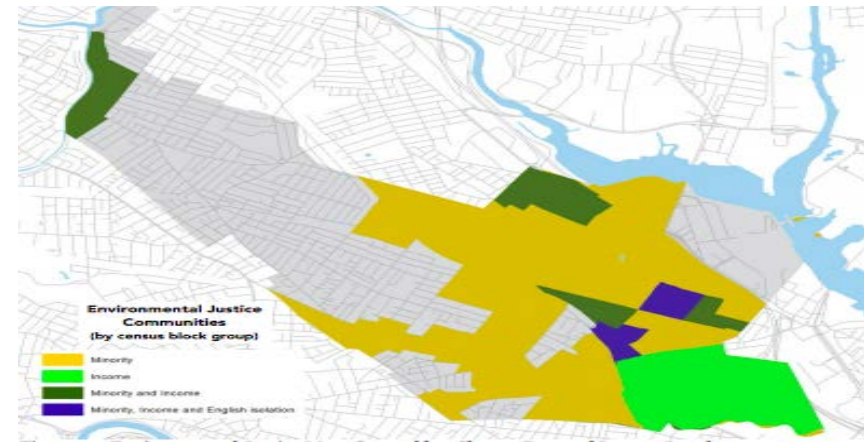 Environmental Justice
Communities
(by census block group)
Minority
Income
Minority and Income
Minority, Income and English isolation